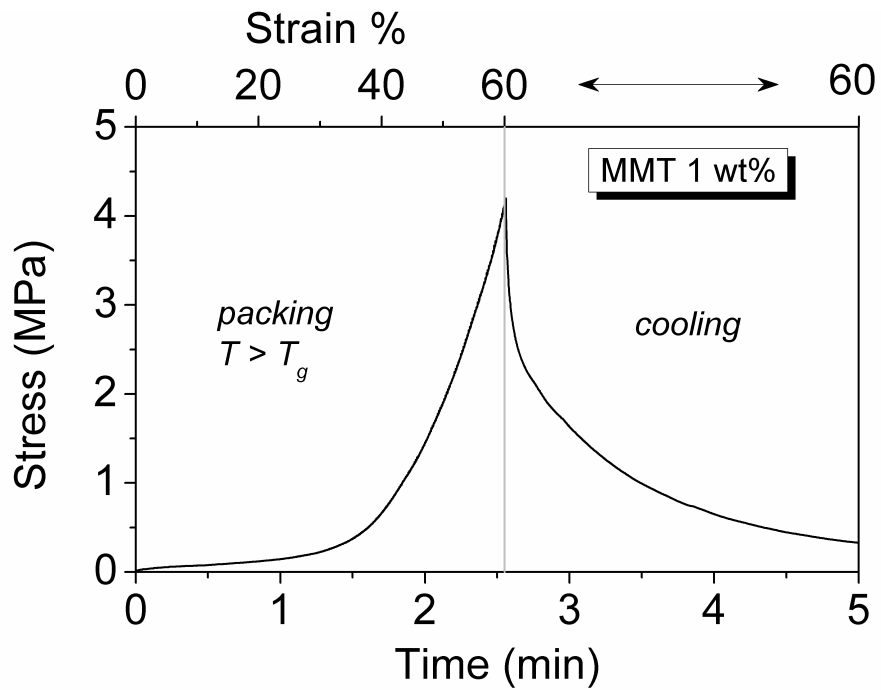 Strain %
0 20 40 60 60
5
4
3
2
1
0
Stress (MPa)
MMT 1 wt%
packing
T > Tg
cooling
0 1 2 3 4 5
Time (min)